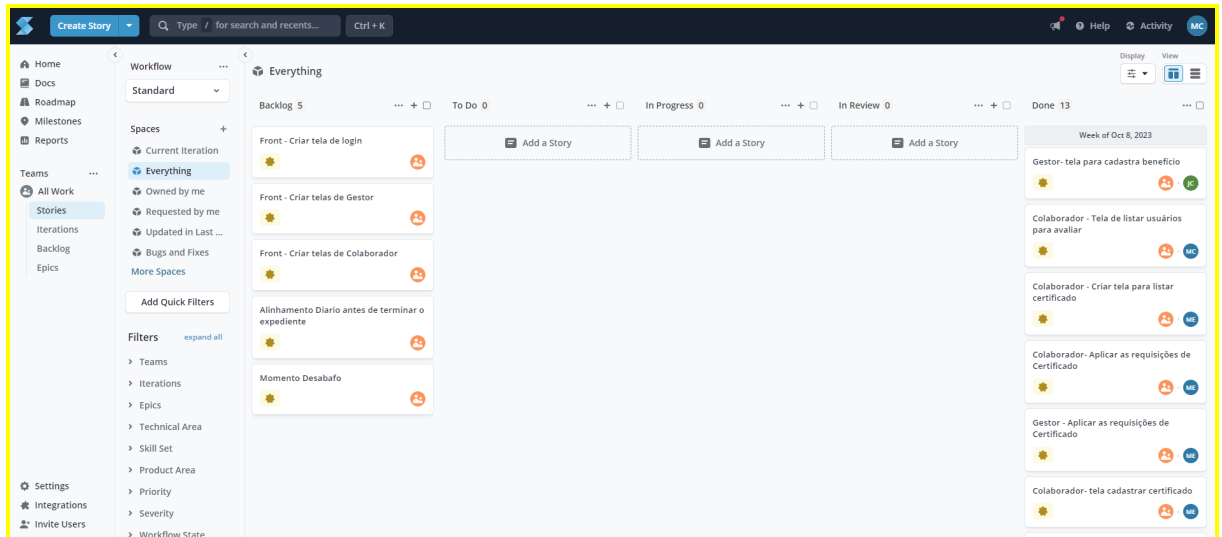 Create Story
Type / for search and recents...
Ctrl + K
Help
Activity
MC
Home
Docs
Roadmap
Milestones
Reports
Teams
All Work
Stories
Iterations
Backlog
Epics
Settings
Integrations
Invite Users
Workflow
Standard
Spaces
Current Iteration
Everything
Owned by me
Requested by me
Updated in Last ...
Bugs and Fixes
More Spaces
Add Quick Filters
Filters expand all
Teams
Iterations
Epics
Technical Area
Skill Set
Product Area
Priority
Severity
Workflow State
Everything
Display View
Backlog 5
Front - Criar tela de login
Front - Criar telas de Gestor
Front - Criar telas de Colaborador
Alinhamento Diario antes de terminar o
expediente
Momento Desabafo
To Do 0
Add a Story
In Progress 0
Add a Story
In Review 0
Add a Story
Done 13
Week of Oct 8, 2023
Gestor- tela para cadastra benefício
JC
Colaborador - Tela de listar usuários
para avaliar
MC
Colaborador - Criar tela para listar
certificado
ME
Colaborador- Aplicar as requisições de
Certificado
ME
Gestor - Aplicar as requisições de
Certificado
ME
Colaborador- tela cadastrar certificado
ME